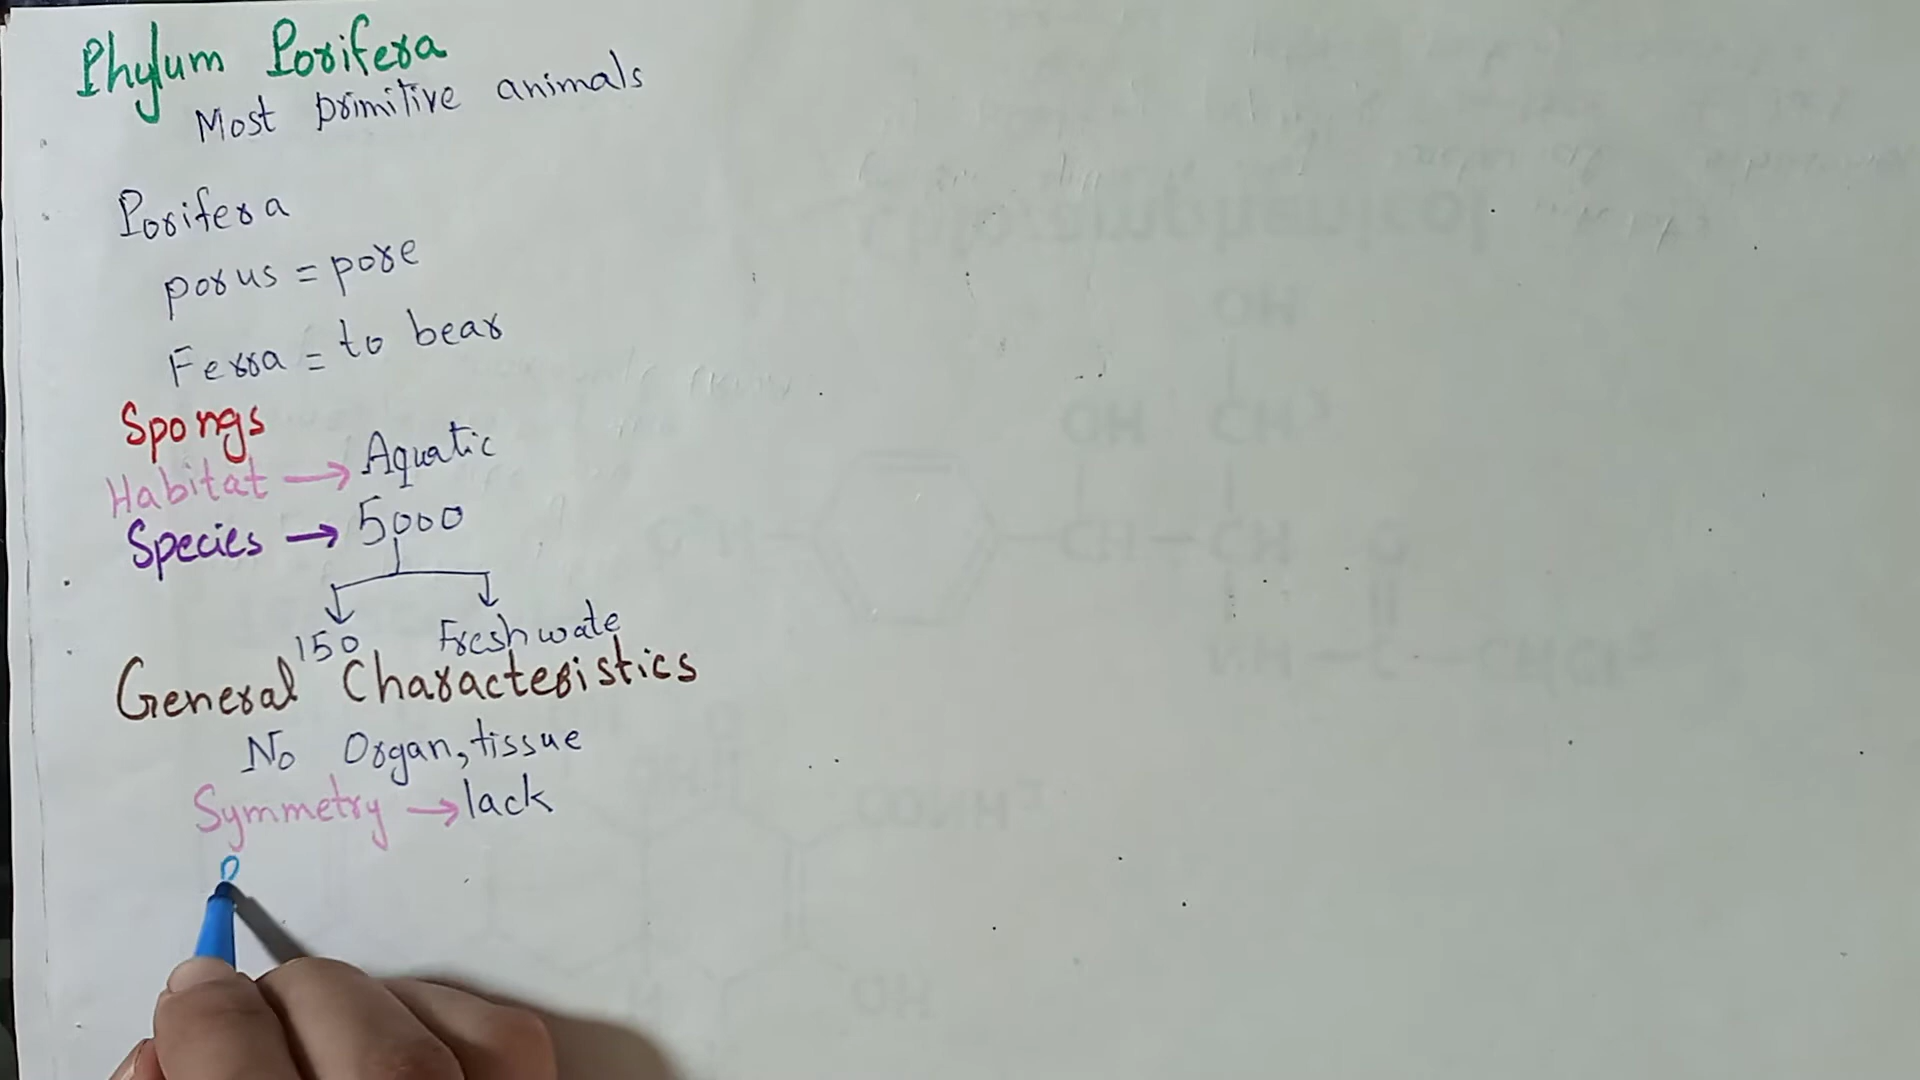 Phylum Porifera
Most primitive animals
Porifera
porus = pore
Ferra = to bear
Spongs
Habitat → Aquatic
Species → 5000
150 Freshwate
General Characteristics
No Organ, tissue
Symmetry → lack